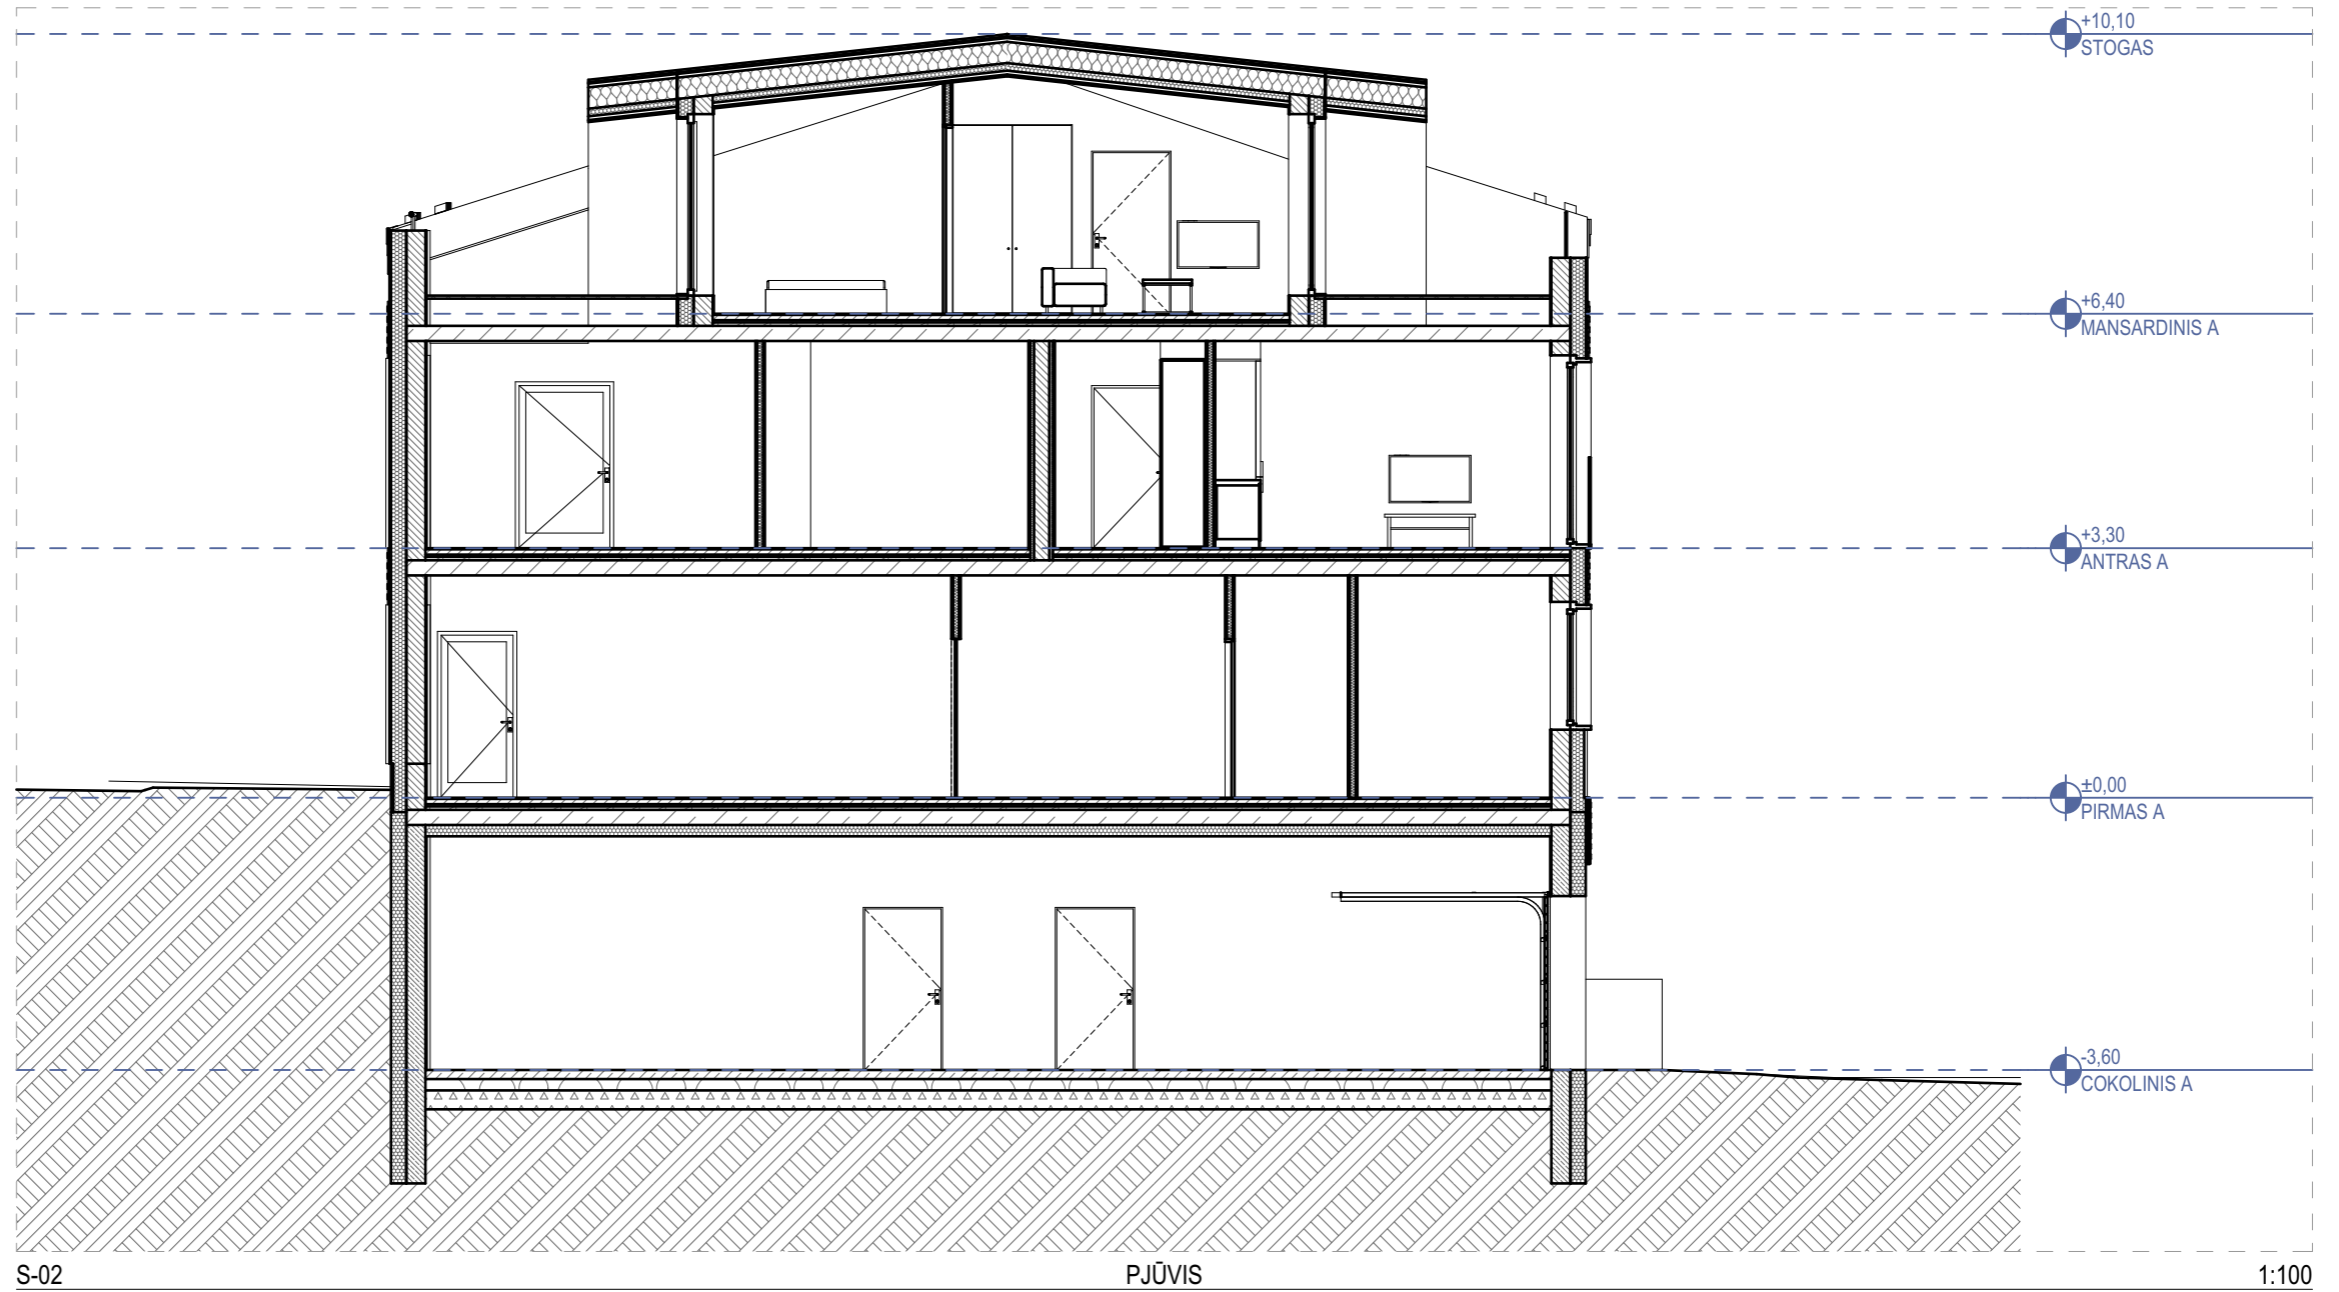 +10,10
STOGAS
+6,40
MANSARDINIS A
+3,30
ANTRAS A
±0,00
PIRMAS A
-3,60
COKOLINIS A
S-02
PJŪVIS
1:100